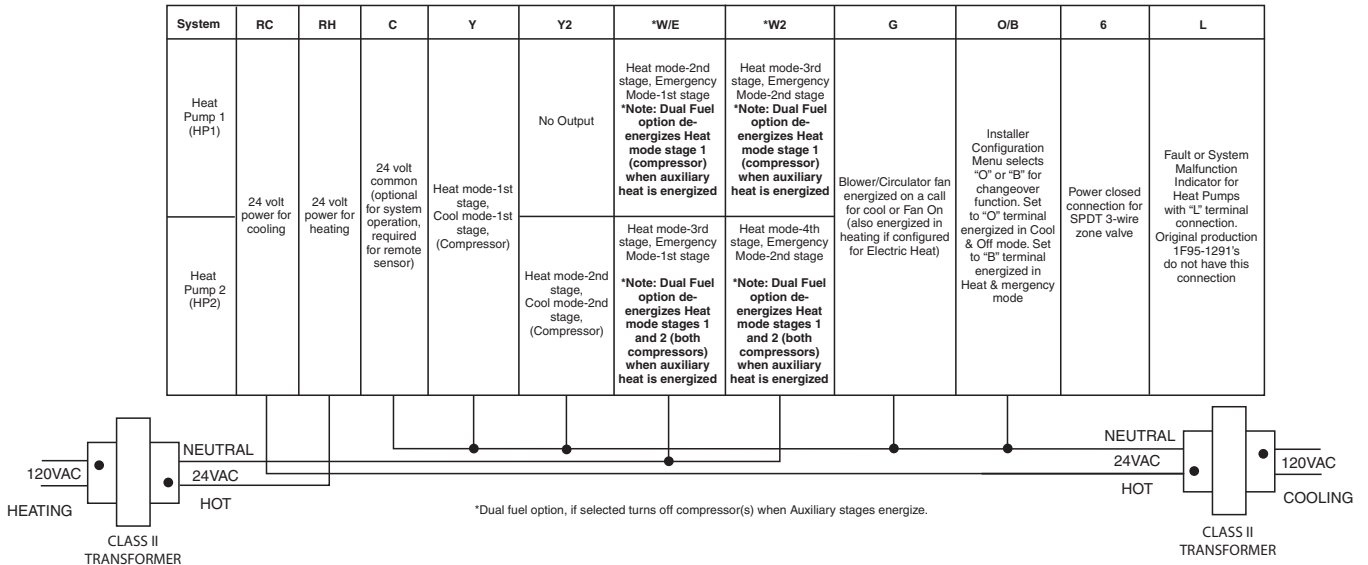 System
RC
RH
C
Y
Y2
*W/E
*W2
G
O/B
6
L
Heat
Pump 1
(HP1)
Heat
Pump 2
(HP2)
24 volt
power for
cooling
24 volt
power for
heating
24 volt
common
(optional
for system
operation,
required
for remote
sensor)
Heat mode-1st
stage,
Cool mode-1st
stage,
(Compressor)
No Output
Heat mode-2nd
stage,
Cool mode-2nd
stage,
(Compressor)
Heat mode-2nd
stage, Emergency
Mode-1st stage
*Note: Dual Fuel
option de-
energizes Heat
mode stage 1
(compressor)
when auxiliary
heat is energized
Heat mode-3rd
stage, Emergency
Mode-1st stage
*Note: Dual Fuel
option de-
energizes Heat
mode stages 1
and 2 (both
compressors)
when auxiliary
heat is energized
Heat mode-3rd
stage, Emergency
Mode-2nd stage
*Note: Dual Fuel
option de-
energizes Heat
mode stage 1
(compressor)
when auxiliary
heat is energized
Heat mode-4th
stage, Emergency
Mode-2nd stage
*Note: Dual Fuel
option de-
energizes Heat
mode stages 1
and 2 (both
compressors)
when auxiliary
heat is energized
Blower/Circulator fan
energized on a call
for cool or Fan On
(also energized in
heating if configured
for Electric Heat)
Installer
Configuration
Menu selects
“O” or “B” for
changeover
function. Set
to “O” terminal
energized in Cool
& Off mode. Set
to “B” terminal
energized in
Heat & mergency
mode
Power closed
connection for
SPDT 3-wire
zone valve
Fault or System
Malfunction
Indicator for
Heat Pumps
with “L” terminal
connection.
Original production
1F95-1291’s
do not have this
connection
120VAC
HEATING
NEUTRAL
24VAC
HOT
CLASS II
TRANSFORMER
*Dual fuel option, if selected turns off compressor(s) when Auxiliary stages energize.
NEUTRAL
24VAC
HOT
120VAC
COOLING
CLASS II
TRANSFORMER